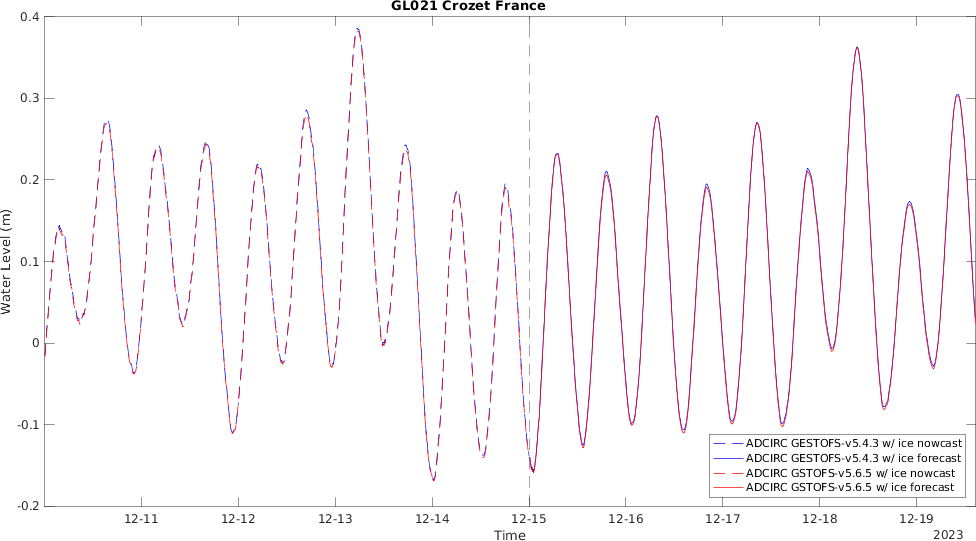 GL021 Crozet France
0.4
0.3
0.2
0.1
0
-0.1
-0.2
Water Level (m)
ADCIRC GESTOFS-v5.4.3 w/ ice nowcast
ADCIRC GESTOFS-v5.4.3 w/ ice forecast
ADCIRC GSTOFS-v5.6.5 w/ ice nowcast
ADCIRC GSTOFS-v5.6.5 w/ ice forecast
12-11 12-12 12-13 12-14 12-15 12-16 12-17 12-18 12-19
Time
2023